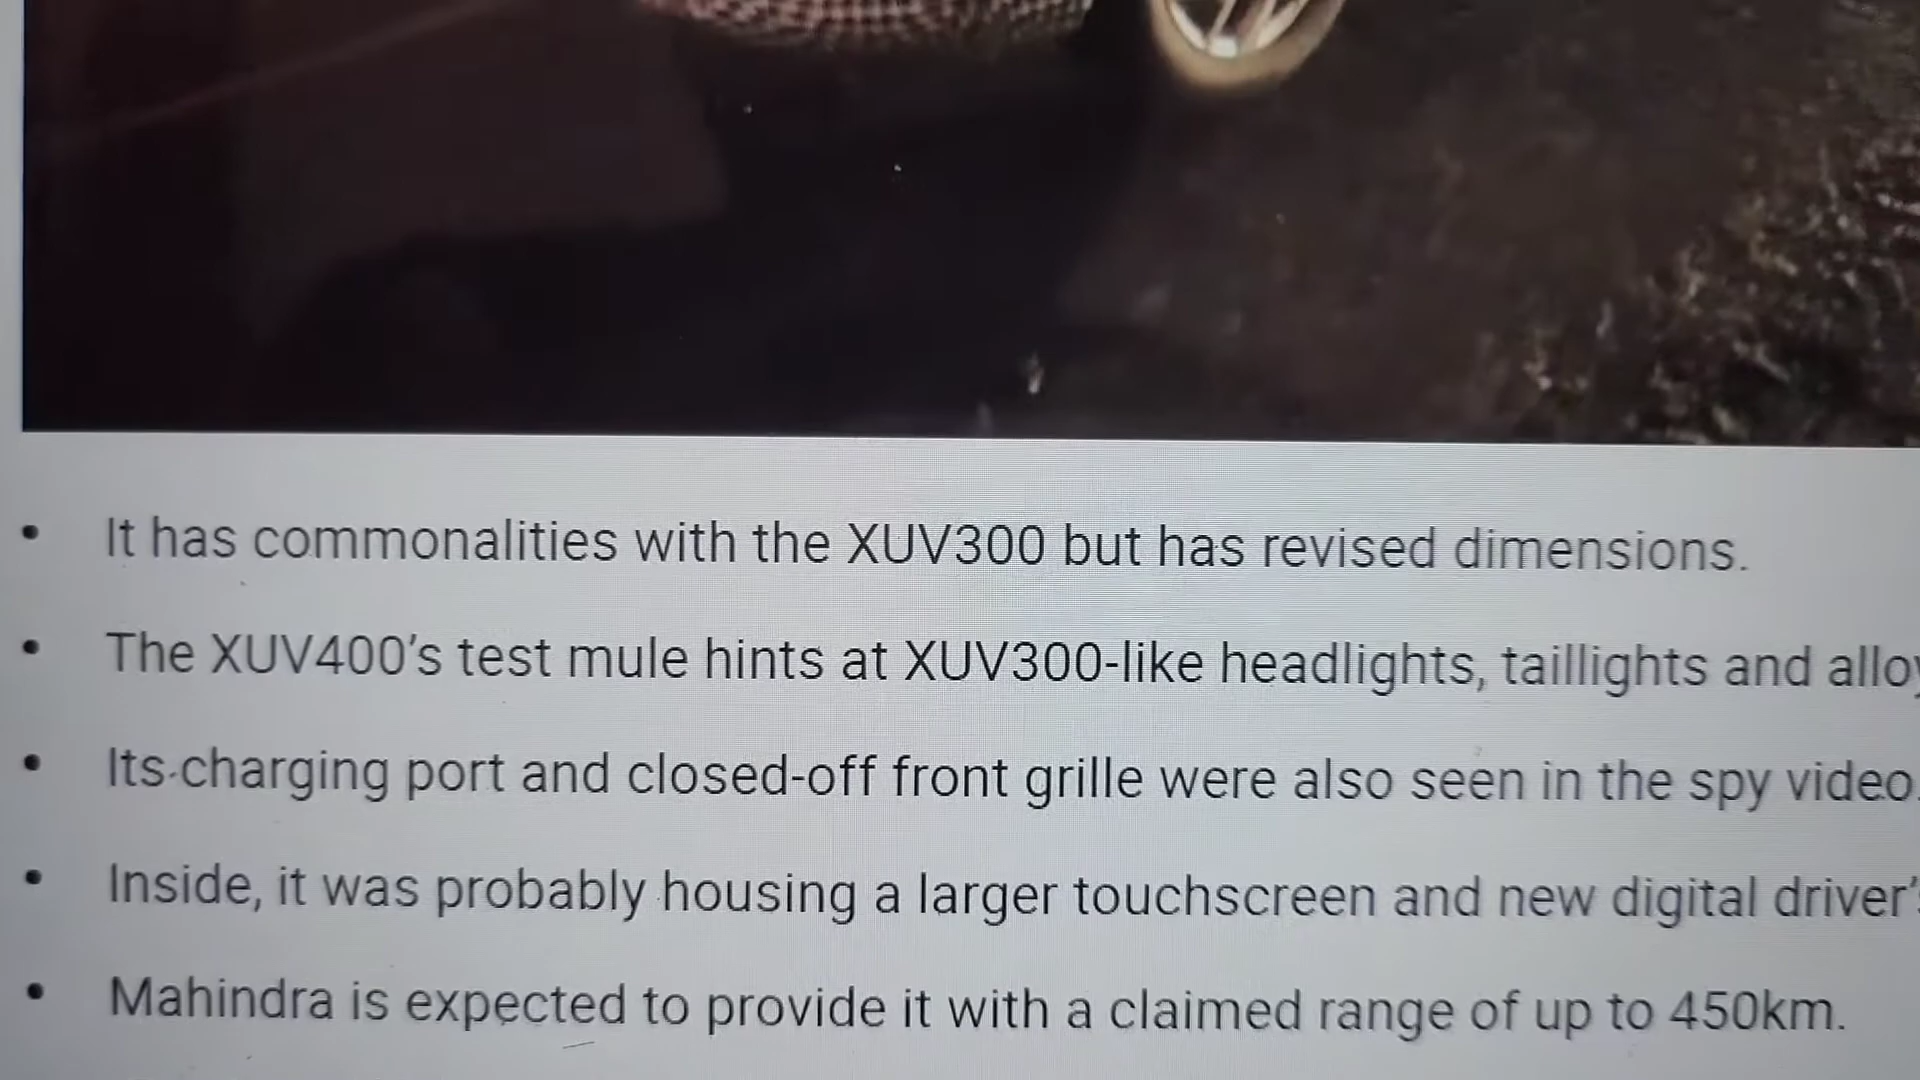 • It has commonalities with the XUV300 but has revised dimensions.
• The XUV400's test mule hints at XUV300-like headlights, taillights and alloy
• Its charging port and closed-off front grille were also seen in the spy video.
• Inside, it was probably housing a larger touchscreen and new digital driver's
• Mahindra is expected to provide it with a claimed range of up to 450km.